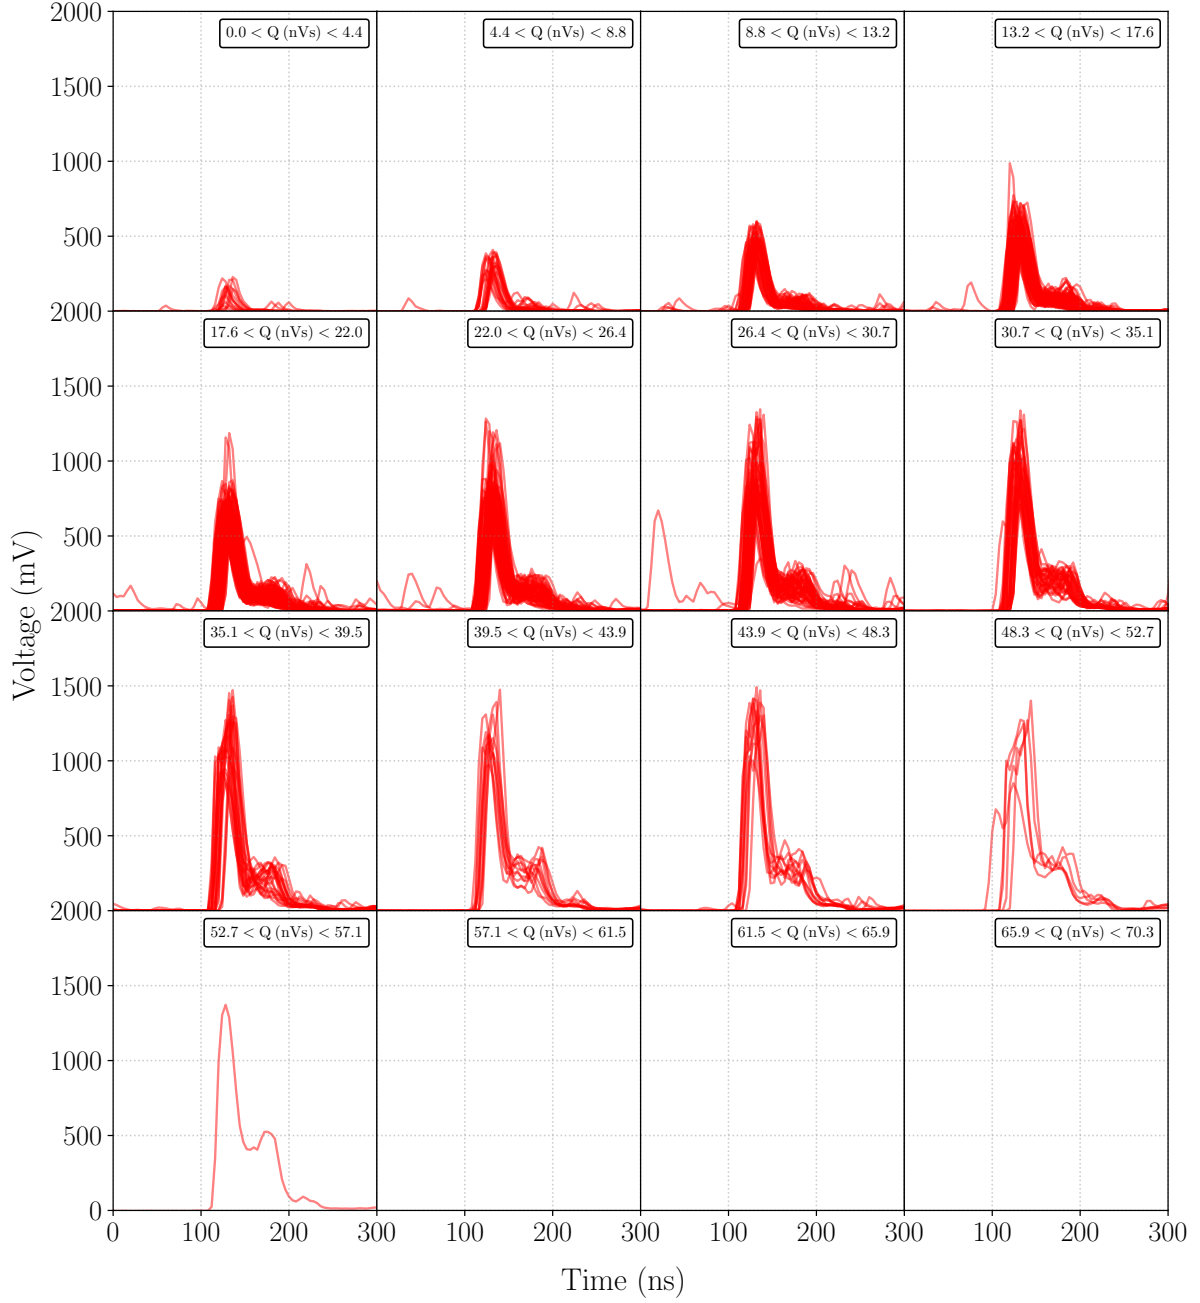 2000
0.0 < Q (nVs) < 4.4
4.4 < Q (nVs) < 8.8
8.8 < Q (nVs) < 13.2
13.2 < Q (nVs) < 17.6
1500
1000
500
2000
17.6 < Q (nVs) < 22.0
22.0 < Q (nVs) < 26.4
26.4 < Q (nVs) < 30.7
30.7 < Q (nVs) < 35.1
1500
1000
500
2000
35.1 < Q (nVs) < 39.5
39.5 < Q (nVs) < 43.9
43.9 < Q (nVs) < 48.3
48.3 < Q (nVs) < 52.7
1500
1000
500
2000
52.7 < Q (nVs) < 57.1
57.1 < Q (nVs) < 61.5
61.5 < Q (nVs) < 65.9
65.9 < Q (nVs) < 70.3
1500
1000
500
0
Voltage (mV)
0 100 200 300 100 200 300 100 200 300 100 200 300
Time (ns)